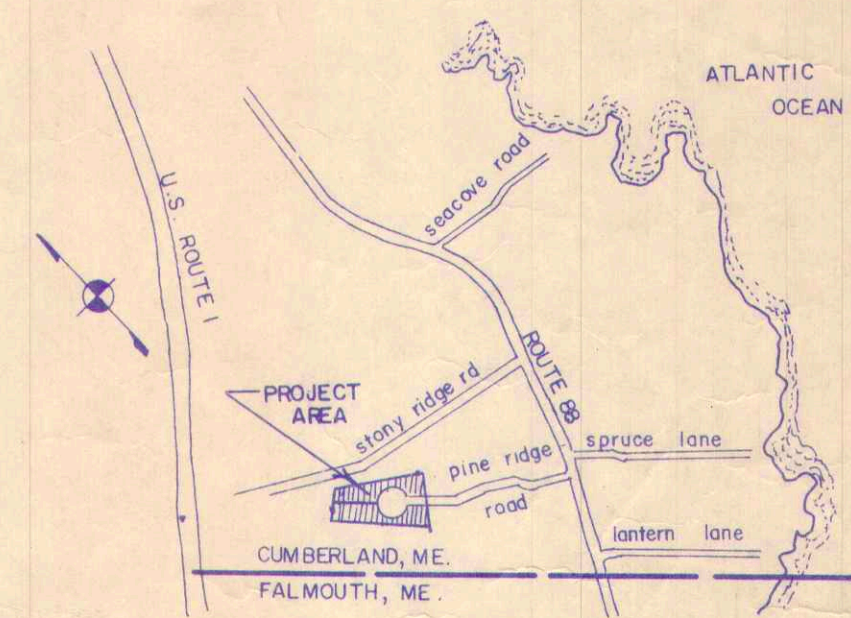 ATLANTIC
OCEAN
seacove road
U.S. ROUTE 1
ROUTE 88
PROJECT
AREA
stony ridge rd
spruce lane
pine ridge
road
lantern lane
CUMBERLAND, ME.
FALMOUTH, ME.